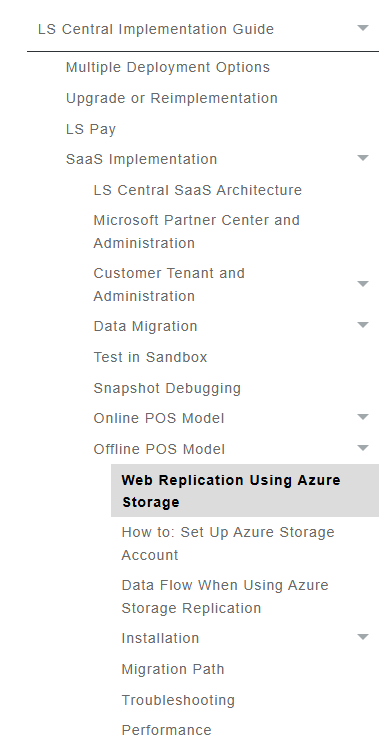 LS Central Implementation Guide
Multiple Deployment Options
Upgrade or Reimplementation
LS Pay
SaaS Implementation
LS Central SaaS Architecture
Microsoft Partner Center and
Administration
Customer Tenant and
Administration
Data Migration
Test in Sandbox
Snapshot Debugging
Online POS Model
Offline POS Model
Web Replication Using Azure
Storage
How to: Set Up Azure Storage
Account
Data Flow When Using Azure
Storage Replication
Installation
Migration Path
Troubleshooting
Performance